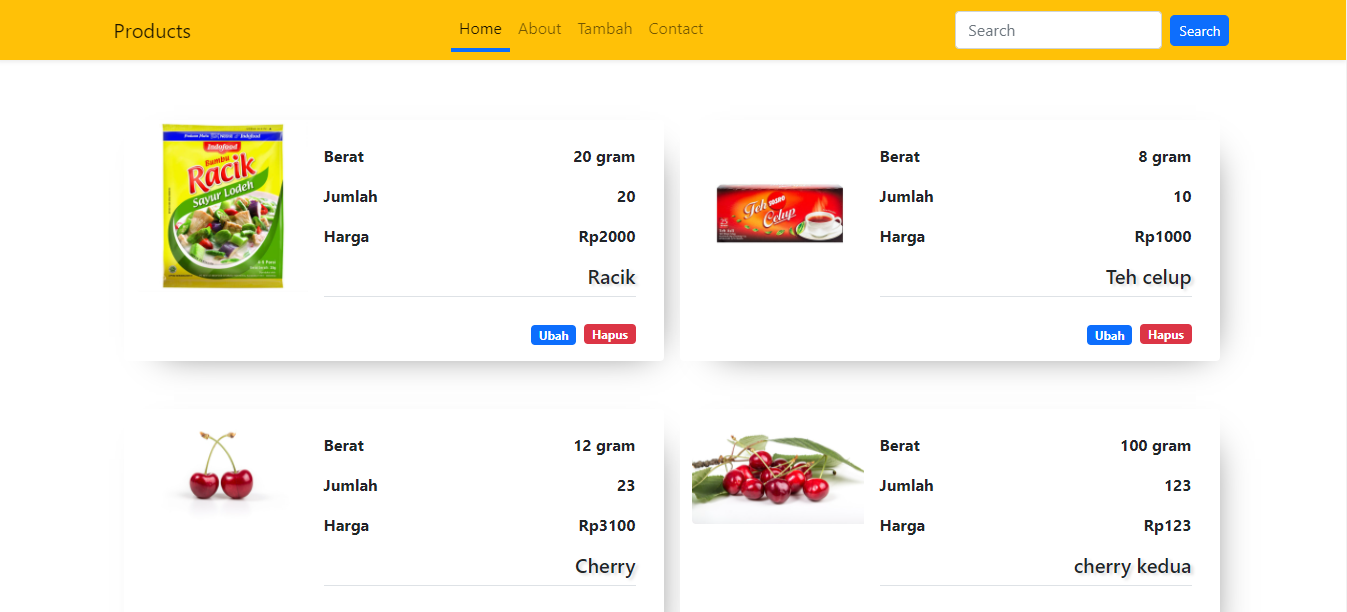 Products
Home About Tambah Contact
Search
Search
Indofood
Bumbu
Racik
Sayur Lodeh
Berat 20 gram
Jumlah 20
Harga Rp2000
Racik
Ubah Hapus
Teh
Celup
Berat 8 gram
Jumlah 10
Harga Rp1000
Teh celup
Ubah Hapus
Berat 12 gram
Jumlah 23
Harga Rp3100
Cherry
Berat 100 gram
Jumlah 123
Harga Rp123
cherry kedua